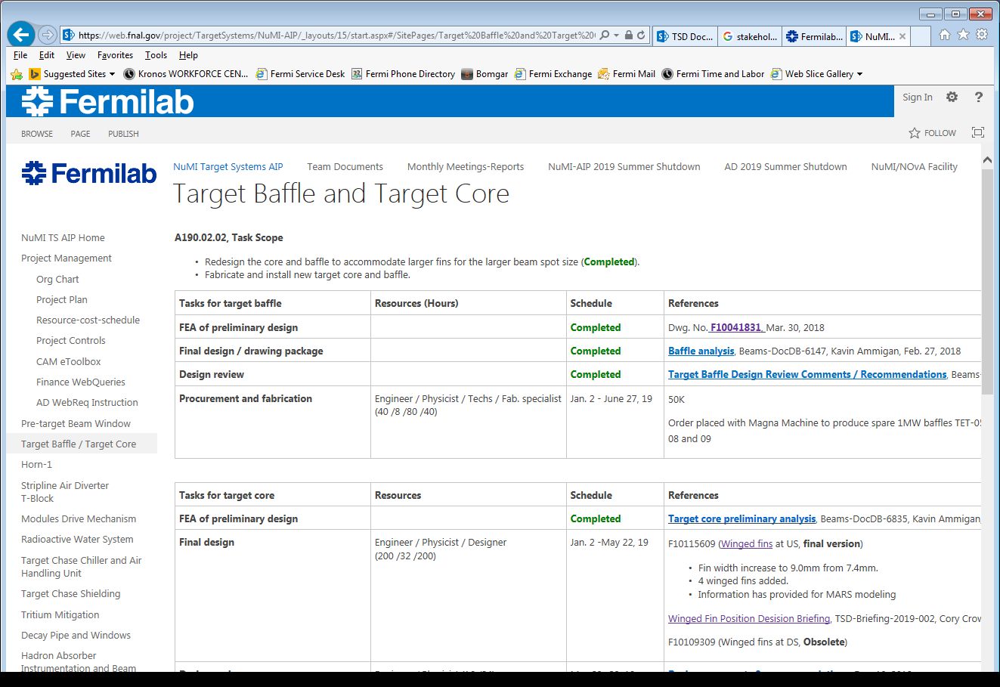 https://web.fnal.gov/project/TargetSystems/NuMI-AIP/_layouts/15/start.aspx#/SitePages/Target%20Baffle%20and%20Target%20
TSD Doc...
stakehol...
Fermilab...
NuMI...
File Edit View Favorites Tools Help
Suggested Sites
Kronos WORKFORCE CEN...
Fermi Service Desk
Fermi Phone Directory
Bomgar
Fermi Exchange
Fermi Mail
Fermi Time and Labor
Web Slice Gallery
Fermilab
Sign In
?
BROWSE PAGE PUBLISH
FOLLOW
Fermilab
NuMI Target Systems AIP
Team Documents
Monthly Meetings-Reports
NuMI-AIP 2019 Summer Shutdown
AD 2019 Summer Shutdown
NuMI/NOvA Facility
Target Baffle and Target Core
NuMI TS AIP Home
Project Management
Org Chart
Project Plan
Resource-cost-schedule
Project Controls
CAM eToolbox
Finance WebQueries
AD WebReq Instruction
Pre-target Beam Window
Target Baffle / Target Core
Horn-1
Stripline Air Diverter
T-Block
Modules Drive Mechanism
Radioactive Water System
Target Chase Chiller and Air
Handling Unit
Target Chase Shielding
Tritium Mitigation
Decay Pipe and Windows
Hadron Absorber
Instrumentation and Beam
A190.02.02, Task Scope
• Redesign the core and baffle to accommodate larger fins for the larger beam spot size (Completed).
• Fabricate and install new target core and baffle.
Tasks for target baffle
Resources (Hours)
Schedule
References
FEA of preliminary design
Completed
Dwg. No. F10041831, Mar. 30, 2018
Final design / drawing package
Completed
Baffle analysis, Beams-DocDB-6147, Kavin Ammigan, Feb. 27, 2018
Design review
Completed
Target Baffle Design Review Comments / Recommendations, Beams-
Procurement and fabrication
Engineer / Physicist / Techs / Fab. specialist
(40 /8 /80 /40)
Jan. 2 - June 27, 19
50K
Order placed with Magna Machine to produce spare 1MW baffles TET-05
08 and 09
Tasks for target core
Resources
Schedule
References
FEA of preliminary design
Completed
Target core preliminary analysis, Beams-DocDB-6835, Kavin Ammigan,
Final design
Engineer / Physicist / Designer
(200 /32 /200)
Jan. 2 -May 22, 19
F10115609 (Winged fins at US, final version)
• Fin width increase to 9.0mm from 7.4mm.
• 4 winged fins added.
• Information has provided for MARS modeling
Winged Fin Position Desision Briefing, TSD-Briefing-2019-002, Cory Crow
F10109309 (Winged fins at DS, Obsolete)